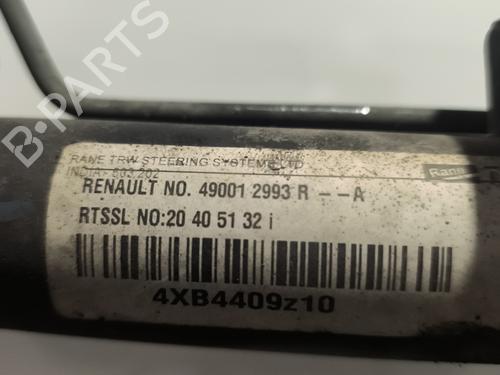 B-PARTS
RANE TRW STEERING SYSTEMS LTD
INDIA - 603 202
Rane
RENAULT NO. 49001 2993 R --A
RTSSL NO:20 40 51 32 i
4XB4409z10